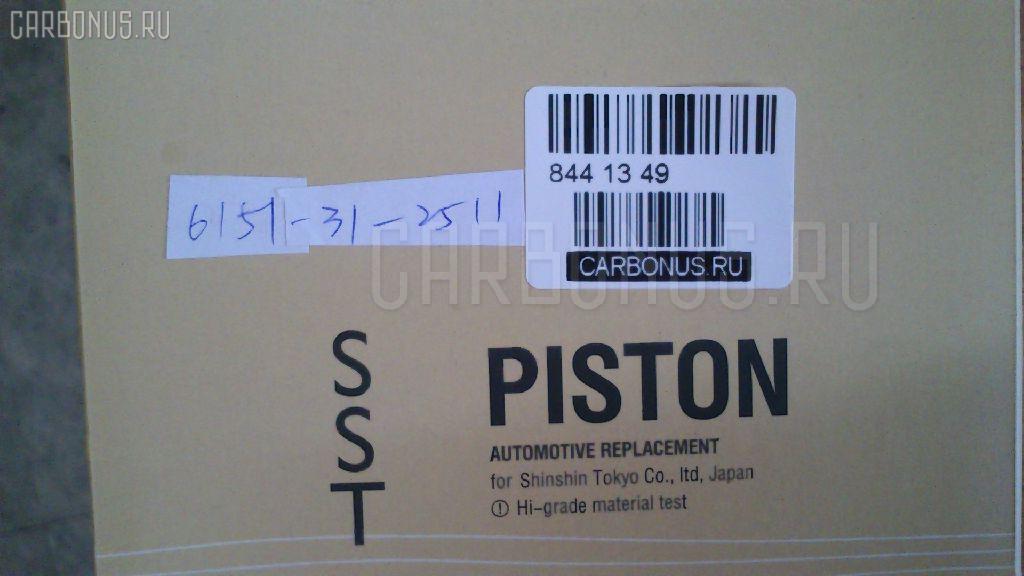 CARBONUS.RU
844 13 49
6151-31-2511
CARBONUS.RU
CARBONUS.RU
SST
PISTON
AUTOMOTIVE REPLACEMENT
for Shinshin Tokyo Co., ltd, Japan
① Hi-grade material test